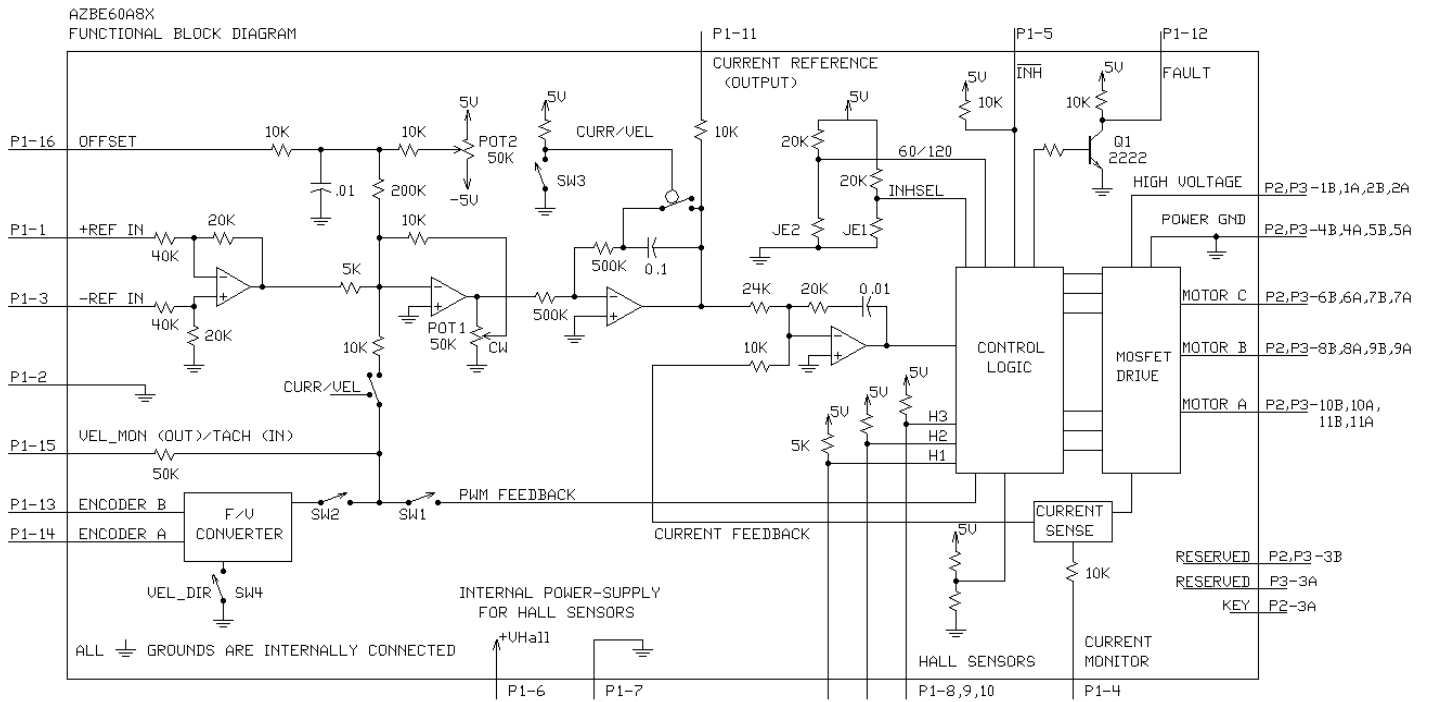 AZBE60A8X
FUNCTIONAL BLOCK DIAGRAM
P1-11
P1-5
P1-12
CURRENT REFERENCE
(OUTPUT)
INH
FAULT
5V
10K
5V
10K
Q1
2222
5V
5V
5V
P1-16
OFFSET
10K
10K
POT2
50K
-5V
.01
200K
CURR/VEL
SW3
10K
20K
60/120
20K
INHSEL
JE2
JE1
HIGH VOLTAGE
P2,P3-1B,1A,2B,2A
POWER GND
P2,P3-4B,4A,5B,5A
P1-1
+REF IN
20K
40K
10K
500K
0.1
P1-3
-REF IN
40K
20K
5K
POT1
50K
CW
500K
24K
20K
0.01
10K
CONTROL
LOGIC
MOSFET
DRIVE
MOTOR C
P2,P3-6B,6A,7B,7A
MOTOR B
P2,P3-8B,8A,9B,9A
MOTOR A
P2,P3-10B,10A,
11B,11A
10K
P1-2
CURR/VEL
P1-15
VEL_MON (OUT)/TACH (IN)
50K
5V
5V
5V
5K
H3
H2
H1
P1-13
ENCODER B
P1-14
ENCODER A
F/V
CONVERTER
SW2
SW1
PWM FEEDBACK
CURRENT FEEDBACK
CURRENT
SENSE
5V
10K
VEL_DIR
SW4
INTERNAL POWER-SUPPLY
FOR HALL SENSORS
+VHall
RESERVED
P2,P3-3B
RESERVED
P3-3A
KEY
P2-3A
ALL GROUNDS ARE INTERNALLY CONNECTED
HALL SENSORS
CURRENT
MONITOR
P1-6
P1-7
P1-8,9,10
P1-4